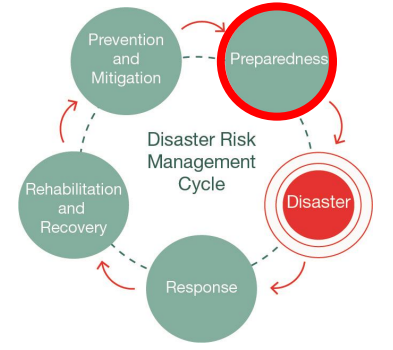 Prevention
and
Mitigation
Preparedness
Disaster Risk
Management
Cycle
Disaster
Response
Rehabilitation
and
Recovery